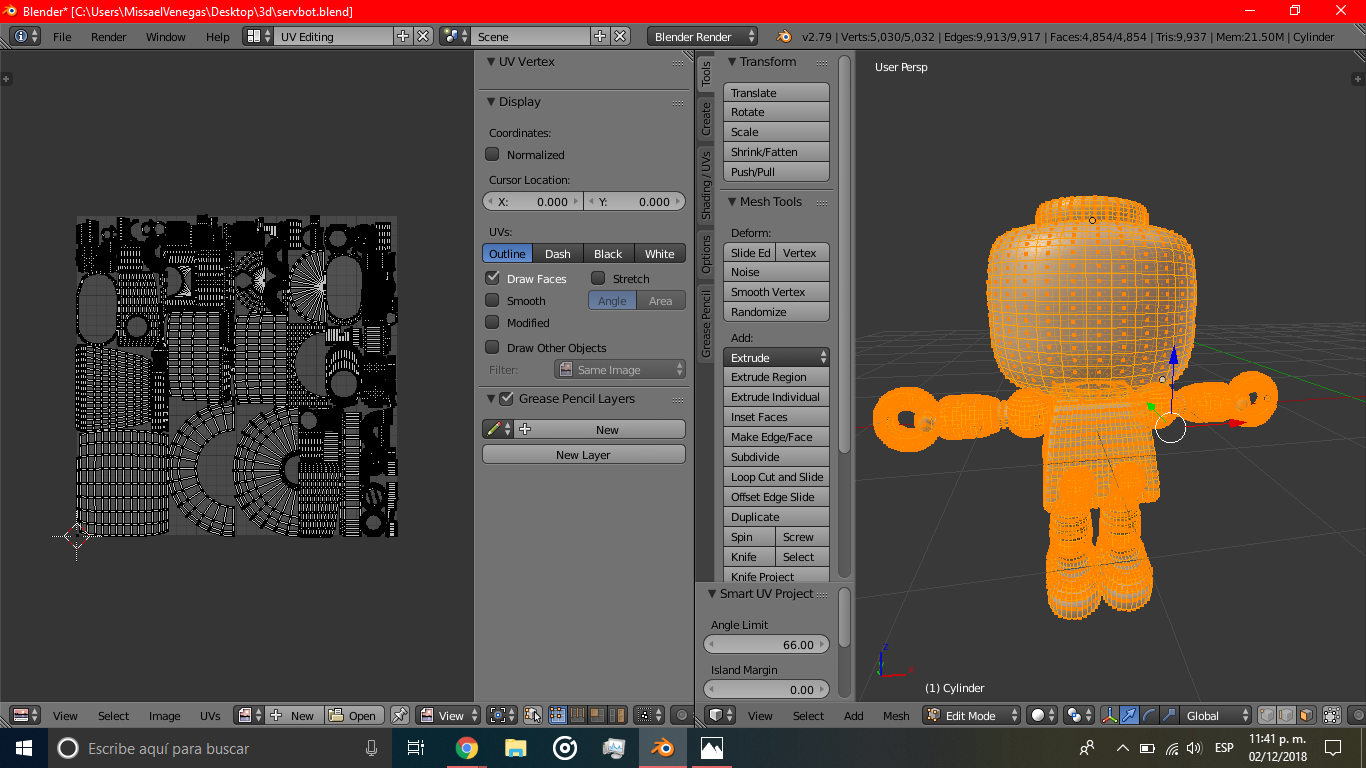 Blender* [C:\Users\MissaelVenegas\Desktop\3d\servbot.blend]
File Render Window Help UV Editing Scene Blender Render v2.79 | Verts:5,030/5,032 | Edges:9,913/9,917 | Faces:4,854/4,854 | Tris:9,937 | Mem:21.50M | Cylinder
UV Vertex
Display
Coordinates:
Normalized
Cursor Location:
X: 0.000 Y: 0.000
UVs:
Outline Dash Black White
Draw Faces Stretch
Smooth Angle Area
Modified
Draw Other Objects
Filter: Same Image
Grease Pencil Layers
New
New Layer
Tools
Create
Shading / UVs
Options
Grease Pencil
Transform
Translate
Rotate
Scale
Shrink/Fatten
Push/Pull
Mesh Tools
Deform:
Slide Ed Vertex
Noise
Smooth Vertex
Randomize
Add:
Extrude
Extrude Region
Extrude Individual
Inset Faces
Make Edge/Face
Subdivide
Loop Cut and Slide
Offset Edge Slide
Duplicate
Spin Screw
Knife Select
Knife Project
Smart UV Project
Angle Limit
66.00
Island Margin
0.00
User Persp
z
x
(1) Cylinder
View Select Image UVs New Open View
View Select Add Mesh Edit Mode Global
Escribe aquí para buscar
ESP
11:41 p. m.
02/12/2018